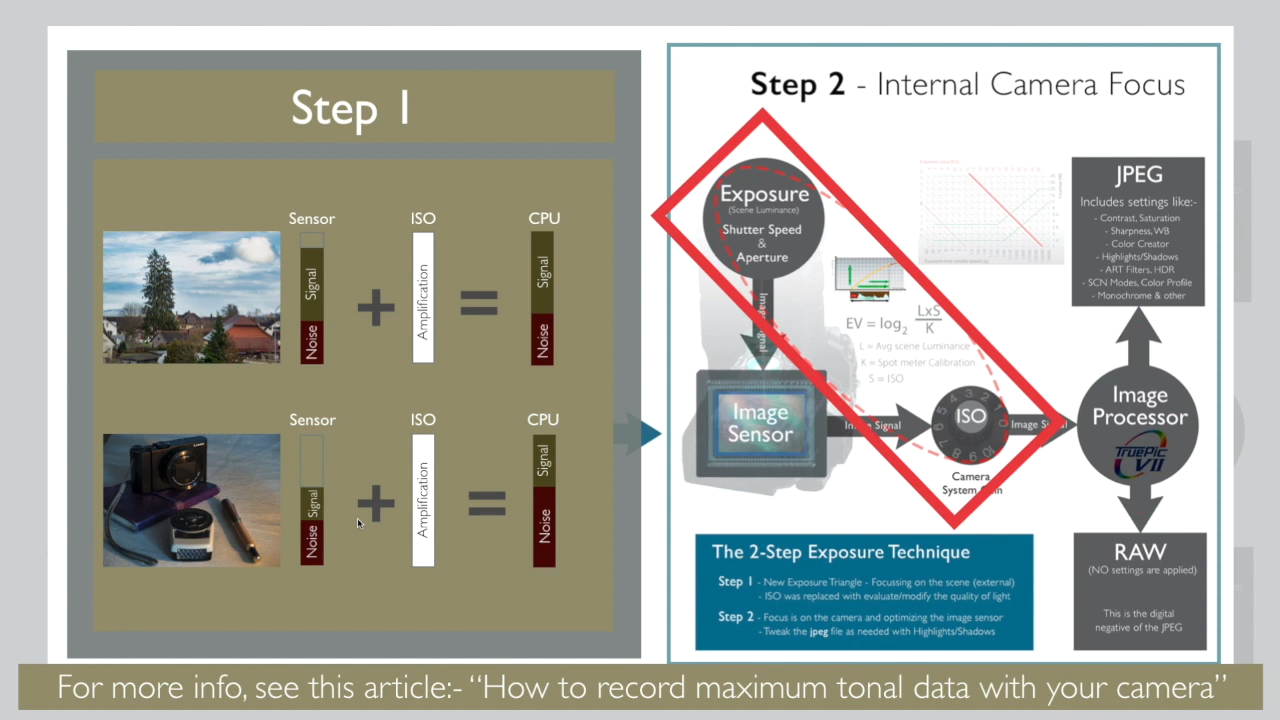 Step 1
Sensor
ISO
CPU
Signal
Noise
Amplification
Signal
Noise
Sensor
ISO
CPU
Signal
Noise
Amplification
Signal
Noise
Step 2 - Internal Camera Focus
Exposure
(Scene Luminance)
Shutter Speed
&
Aperture
EV = log2 LxS
K
L = Avg scene Luminance
K = Spot meter Calibration
S = ISO
Image
Sensor
Image Signal
ISO
Camera
System
Image
JPEG
Includes settings like:-
- Contrast, Saturation
- Sharpness, WB
- Color Creator
- Highlights/Shadows
- ART Filters, HDR
- SCN Modes, Color Profile
- Monochrome & other
Image
Processor
TruePic
VII
RAW
(NO settings are applied)
This is the digital
negative of the JPEG
The 2-Step Exposure Technique
Step 1 - New Exposure Triangle - Focussing on the scene (external)
- ISO was replaced with evaluate/modify the quality of light
Step 2 - Focus is on the camera and optimizing the image sensor
- Tweak the jpeg file as needed with Highlights/Shadows
For more info, see this article:- “How to record maximum tonal data with your camera”